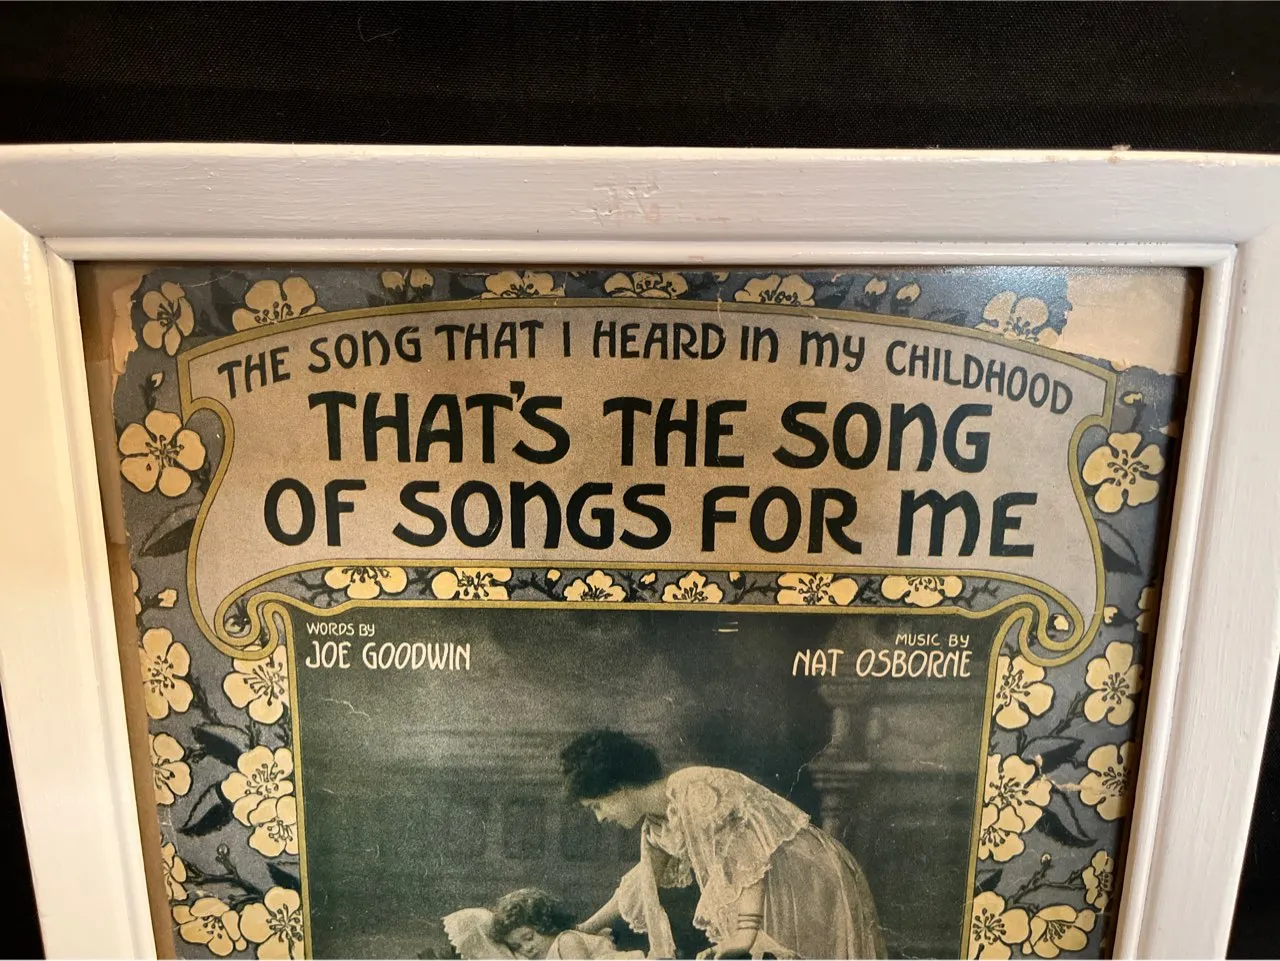 THE SONG THAT I HEARD IN MY CHILDHOOD
THAT'S THE SONG
OF SONGS FOR ME
WORDS BY
JOE GOODWIN
MUSIC BY
NAT OSBORNE